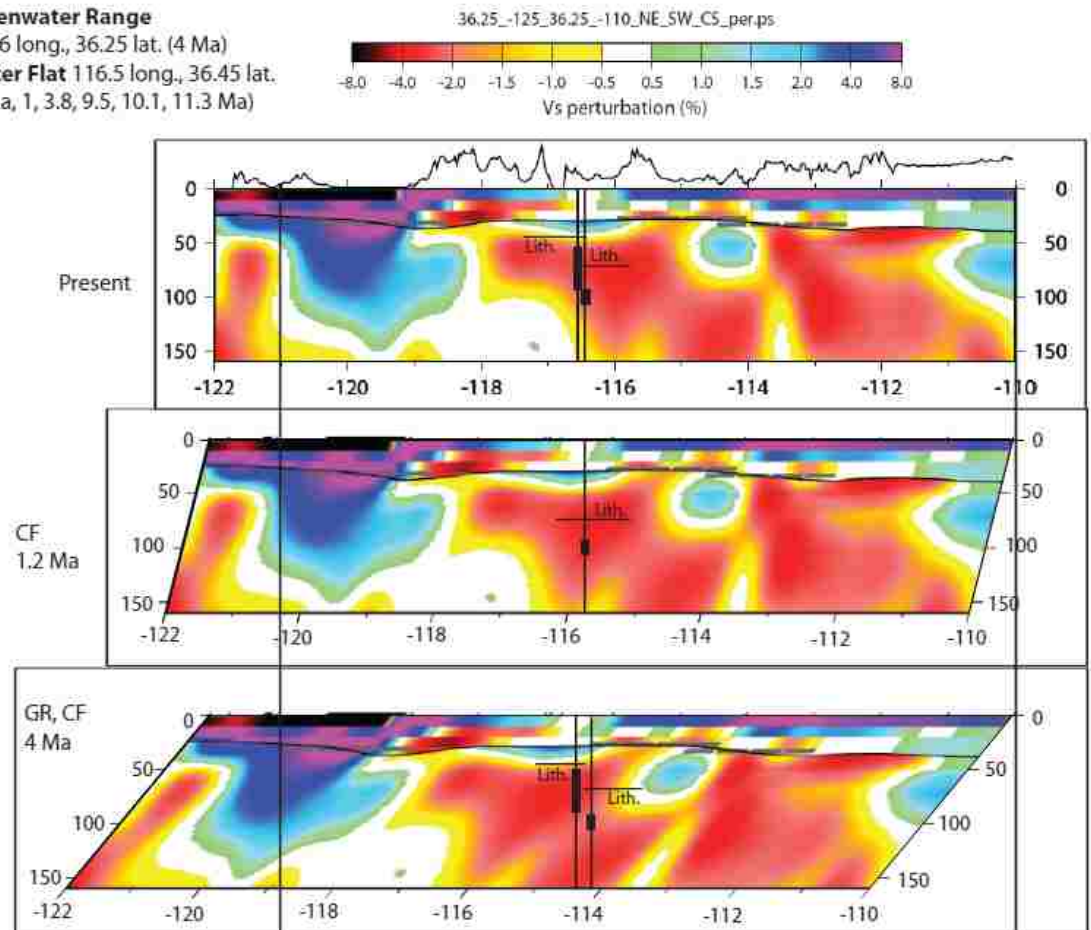 enwater Range
6 long., 36.25 lat. (4 Ma)
er Flat 116.5 long., 36.45 lat.
a, 1, 3.8, 9.5, 10.1, 11.3 Ma)
36.25_-125_36.25_-110_NE_SW_CS_per.ps
-8.0 -4.0 -2.0 -1.5 -1.0 -0.5 0.5 1.0 1.5 2.0 4.0 8.0
Vs perturbation (%)
Present
0 0
50 50
Lith.
Lith.
100 100
150 150
-122 -120 -118 -116 -114 -112 -110
CF
1.2 Ma
0 0
50 50
Lith.
100 100
150 150
-122 -120 -118 -116 -114 -112 -110
GR, CF
4 Ma
0 0
50 50
Lith.
Lith.
100 100
150 150
-122 -120 -118 -116 -114 -112 -110